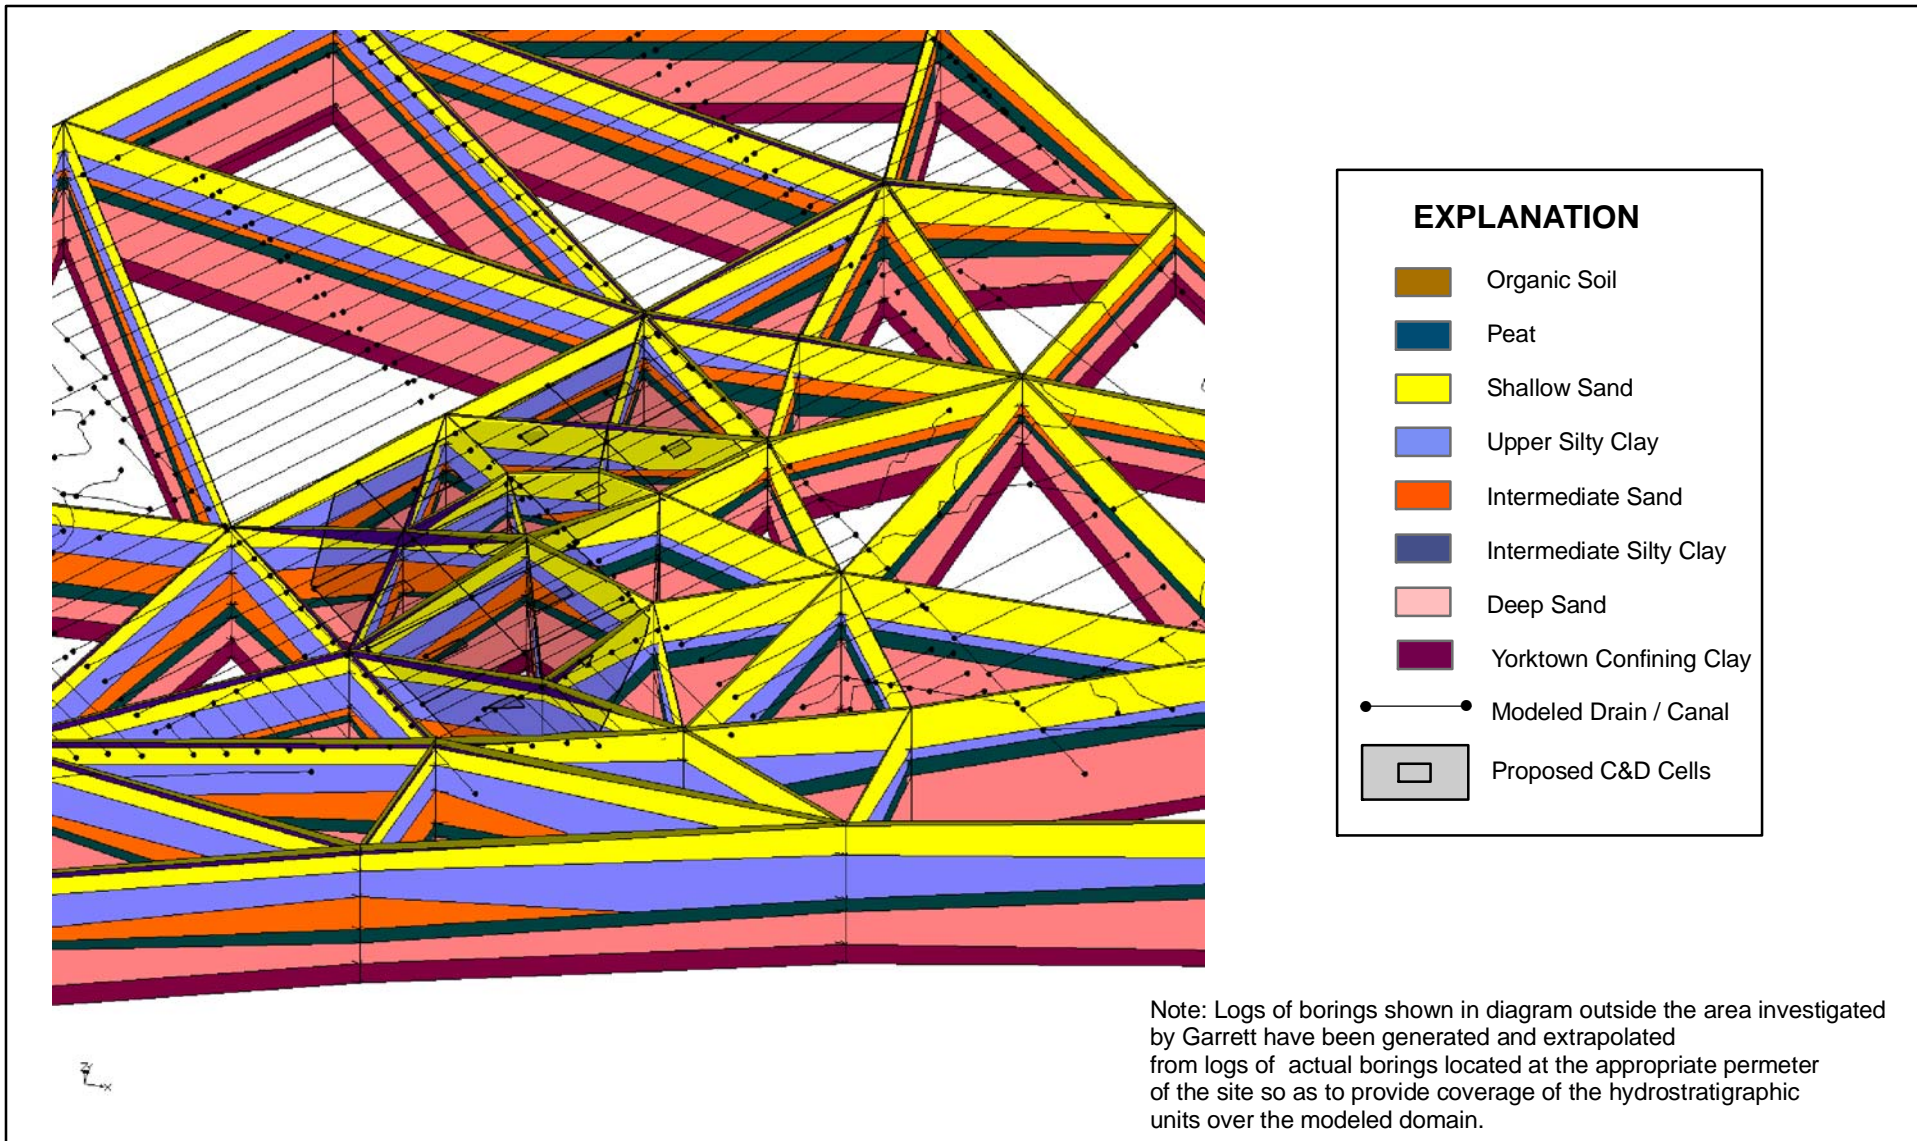 EXPLANATION
Organic Soil
Peat
Shallow Sand
Upper Silty Clay
Intermediate Sand
Intermediate Silty Clay
Deep Sand
Yorktown Confining Clay
Modeled Drain / Canal
Proposed C&D Cells
Note: Logs of borings shown in diagram outside the area investigated
by Garrett have been generated and extrapolated
from logs of actual borings located at the appropriate permeter
of the site so as to provide coverage of the hydrostratigraphic
units over the modeled domain.
Z
Y
X